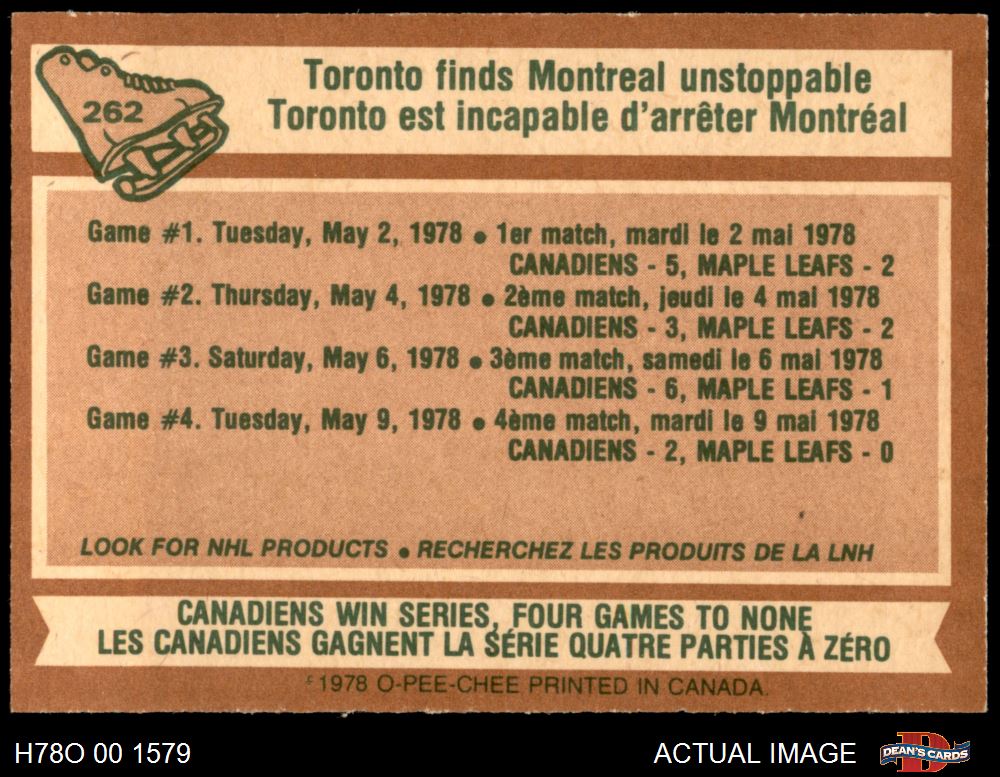 262
Toronto finds Montreal unstoppable
Toronto est incapable d'arrêter Montréal
Game #1. Tuesday, May 2, 1978 • 1er match, mardi le 2 mai 1978
CANADIENS - 5, MAPLE LEAFS - 2
Game #2. Thursday, May 4, 1978 • 2ème match, jeudi le 4 mai 1978
CANADIENS - 3, MAPLE LEAFS - 2
Game #3. Saturday, May 6, 1978 • 3ème match, samedi le 6 mai 1978
CANADIENS - 6, MAPLE LEAFS - 1
Game #4. Tuesday, May 9, 1978 • 4ème match, mardi le 9 mai 1978
CANADIENS - 2, MAPLE LEAFS - 0
LOOK FOR NHL PRODUCTS • RECHERCHEZ LES PRODUITS DE LA LNH
CANADIENS WIN SERIES, FOUR GAMES TO NONE
LES CANADIENS GAGNENT LA SÉRIE QUATRE PARTIES À ZÉRO
© 1978 O-PEE-CHEE PRINTED IN CANADA.
H78O 00 1579
ACTUAL IMAGE
D
DEAN'S CARDS